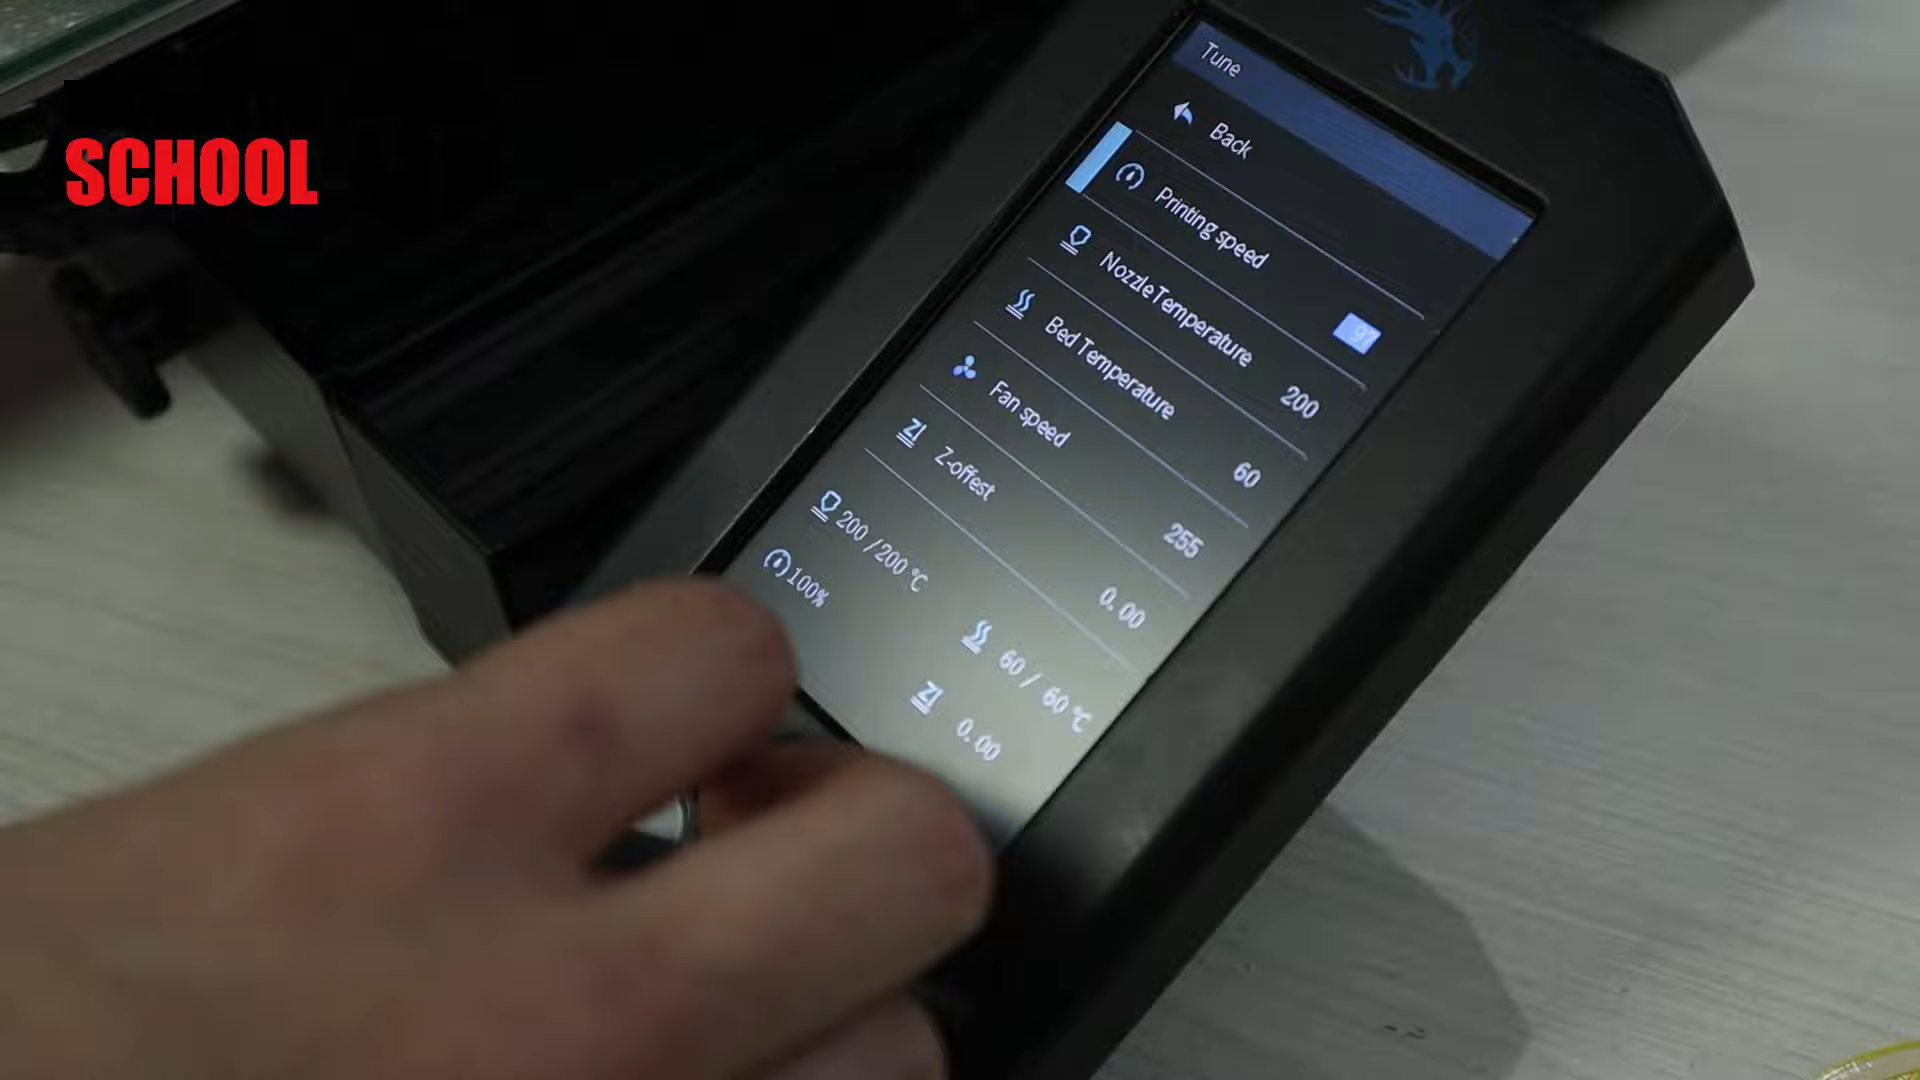 SCHOOL
Tune
Back
Printing speed 97
Nozzle Temperature 200
Bed Temperature 60
Fan speed 255
Z-offest 0.00
200 /200 ℃ 60 / 60 ℃
100% 0.00